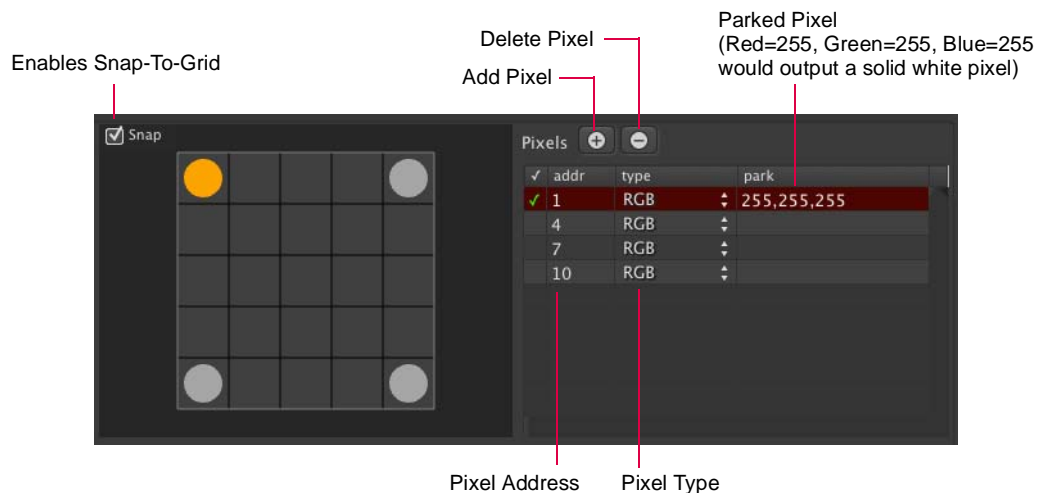 Parked Pixel
(Red=255, Green=255, Blue=255
would output a solid white pixel)
Delete Pixel
Enables Snap-To-Grid
Add Pixel
Snap
Pixels
✓ addr type park
✓ 1 RGB 255,255,255
4 RGB
7 RGB
10 RGB
Pixel Address Pixel Type